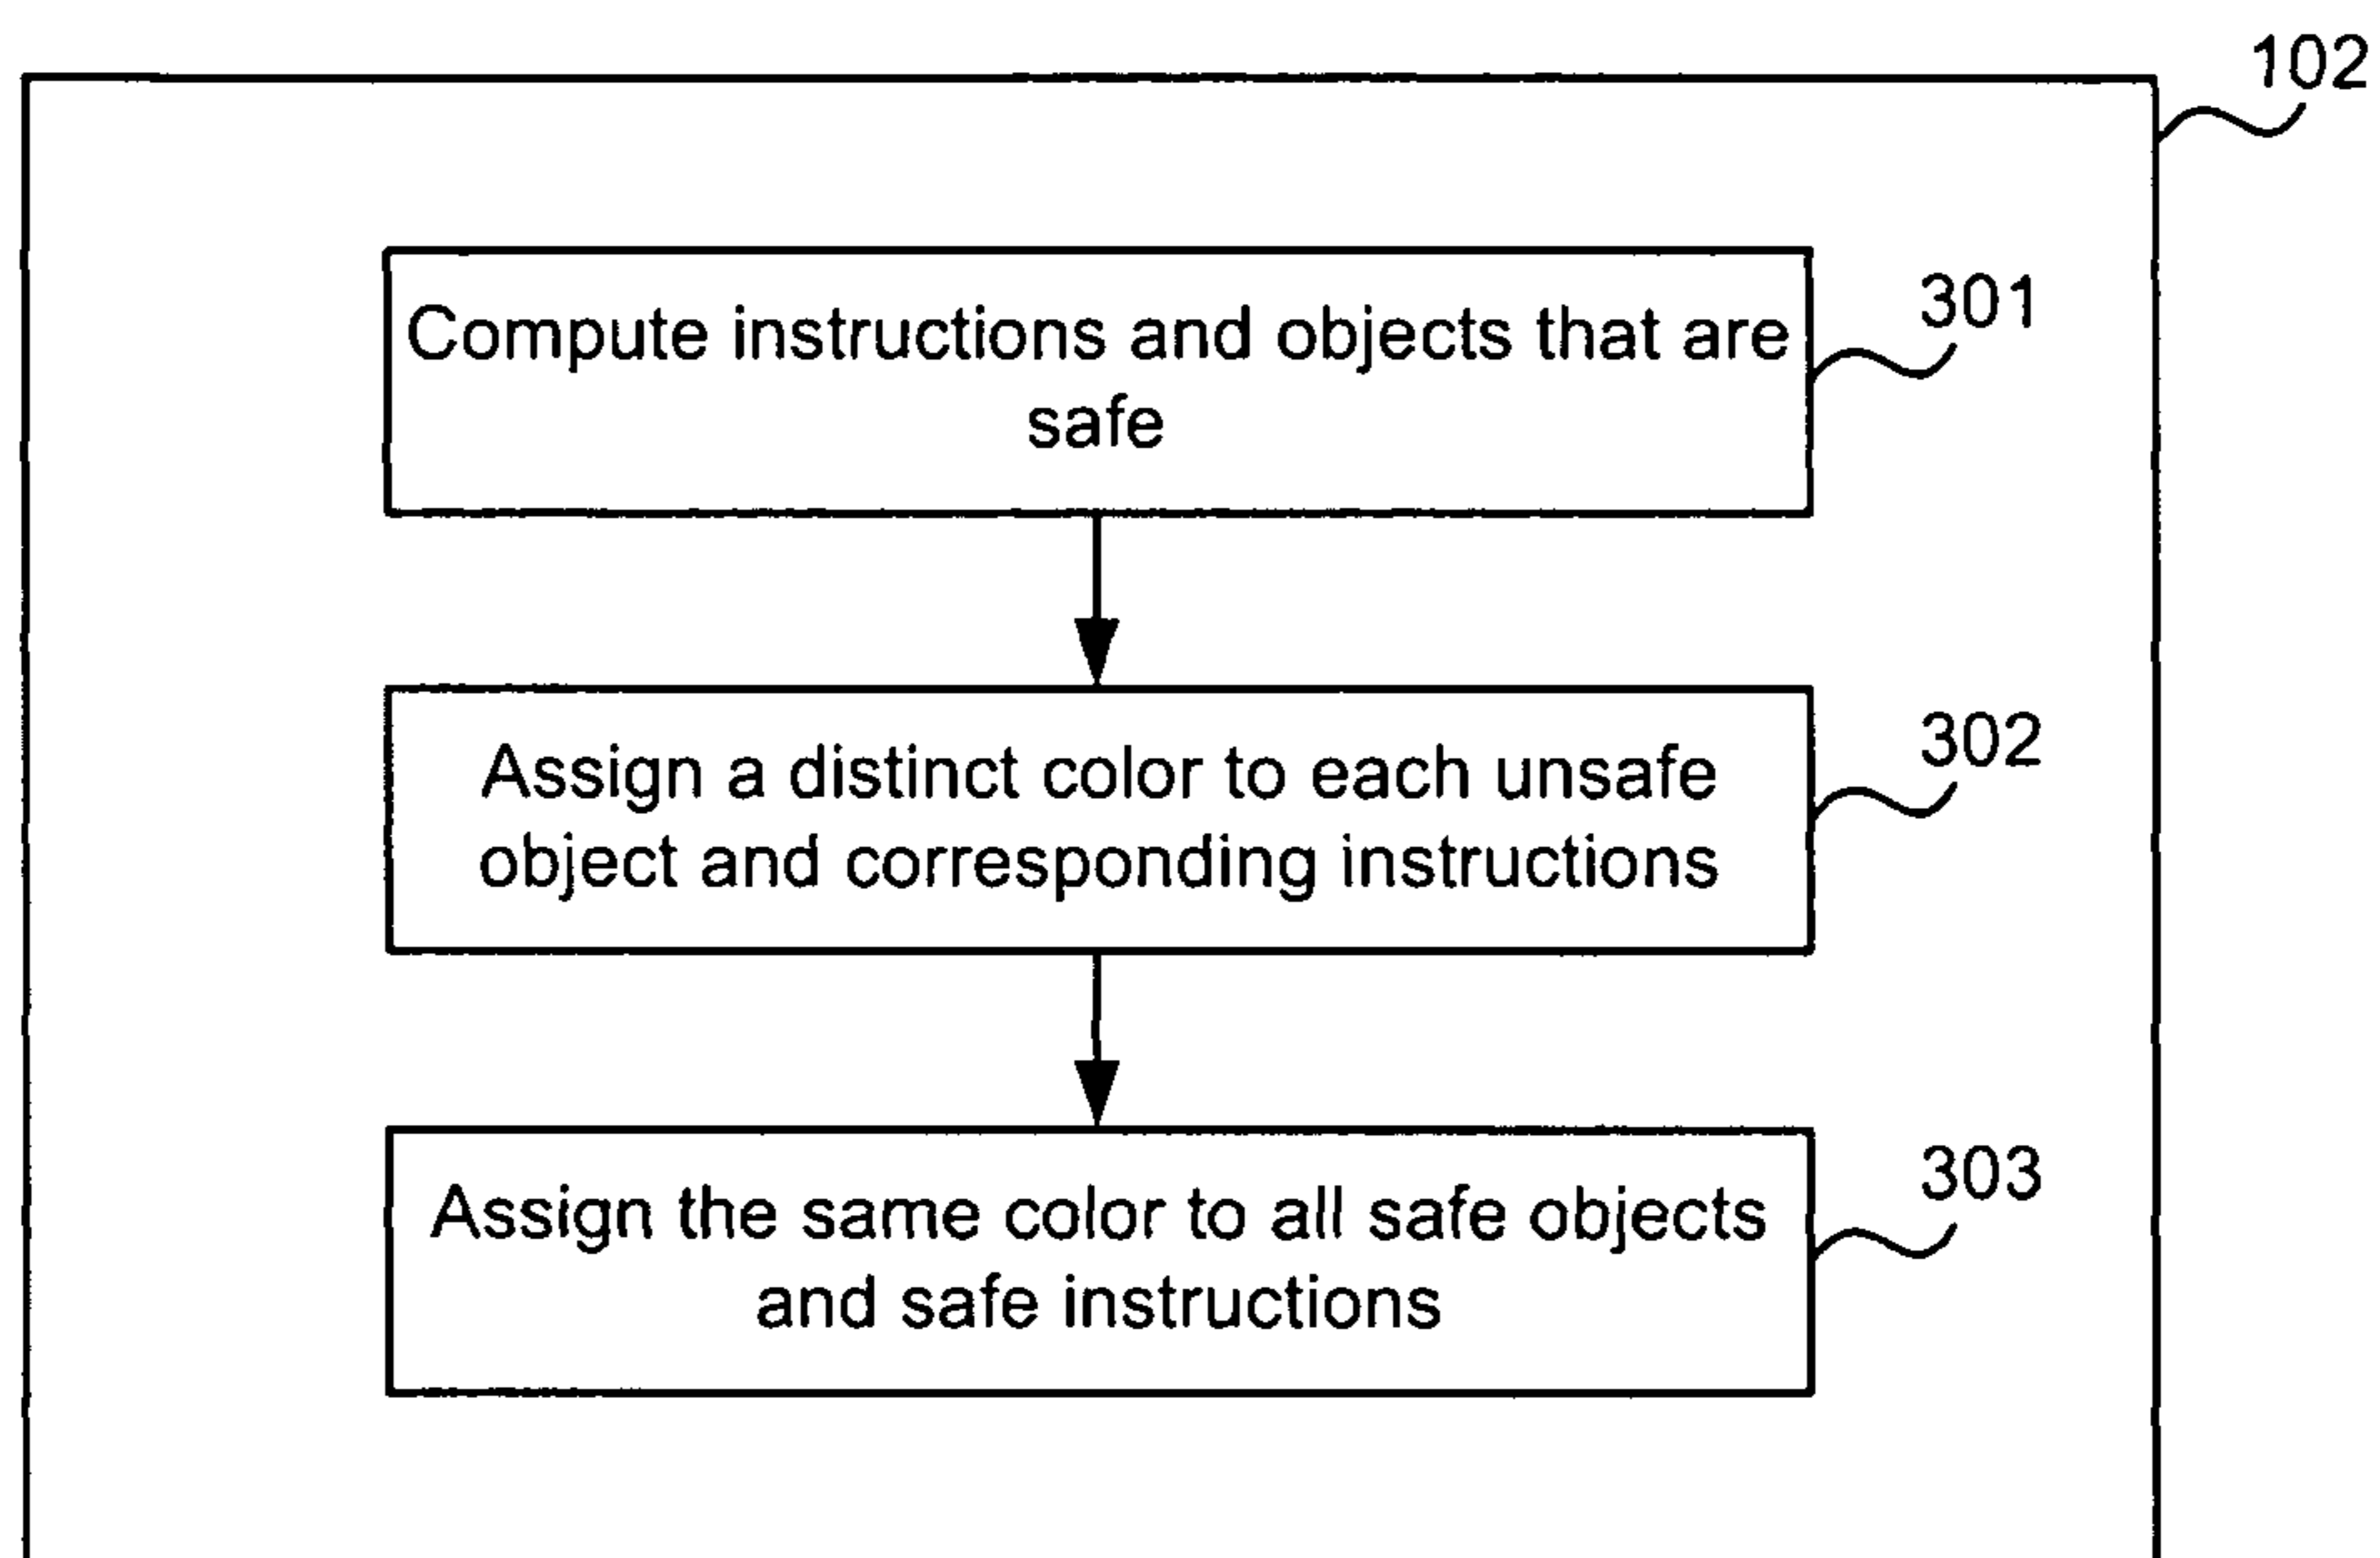 102
Compute instructions and objects that are
safe
301
Assign a distinct color to each unsafe
object and corresponding instructions
302
Assign the same color to all safe objects
and safe instructions
303